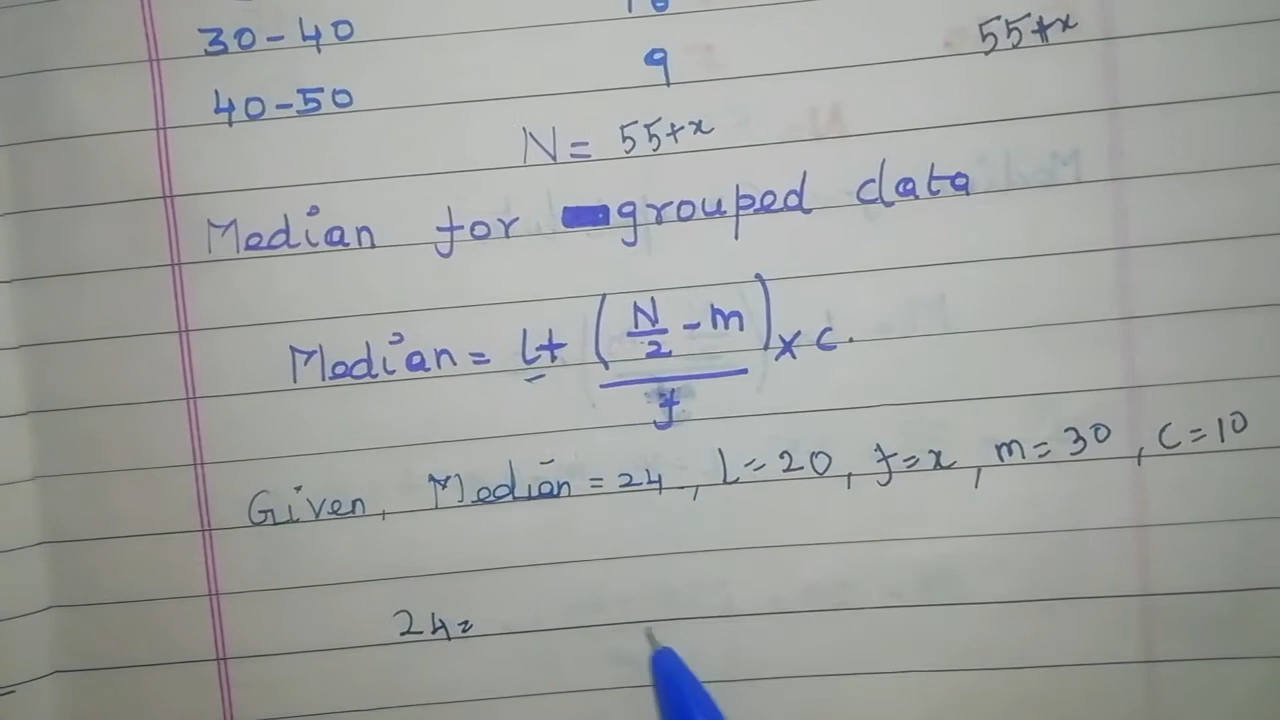 30-40
40-50 9 55+x
N = 55+x
Median for grouped data
Median = l+ (N/2 - m)/f × c.
Given, Median = 24, L=20, f=x, m=30, C=10
24=